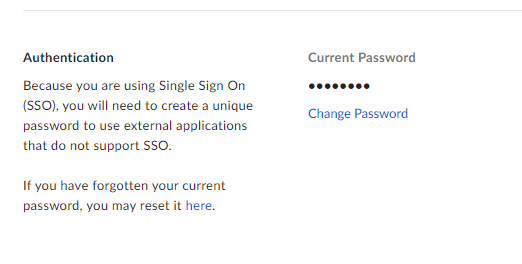 Authentication
Because you are using Single Sign On
(SSO), you will need to create a unique
password to use external applications
that do not support SSO.
If you have forgotten your current
password, you may reset it here.
Current Password
••••••••
Change Password